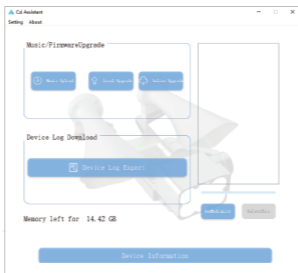 Csl Assistant
Setting About
Music/FirmwareUpgrade
Music Upload
Local Upgrade
Online Upgrade
Device Log Download
Device Log Export
Memory left for 14.42 GB
Device Information